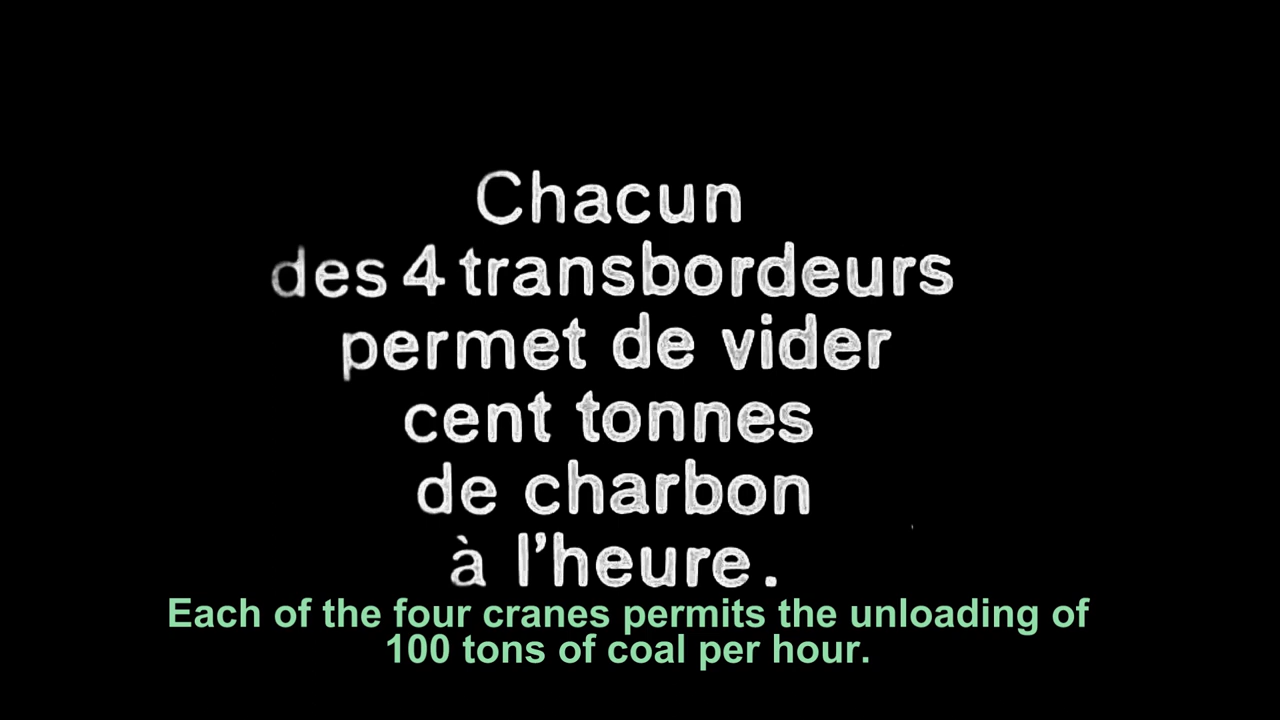 Chacun
des 4 transbordeurs
permet de vider
cent tonnes
de charbon
à l'heure.
Each of the four cranes permits the unloading of
100 tons of coal per hour.